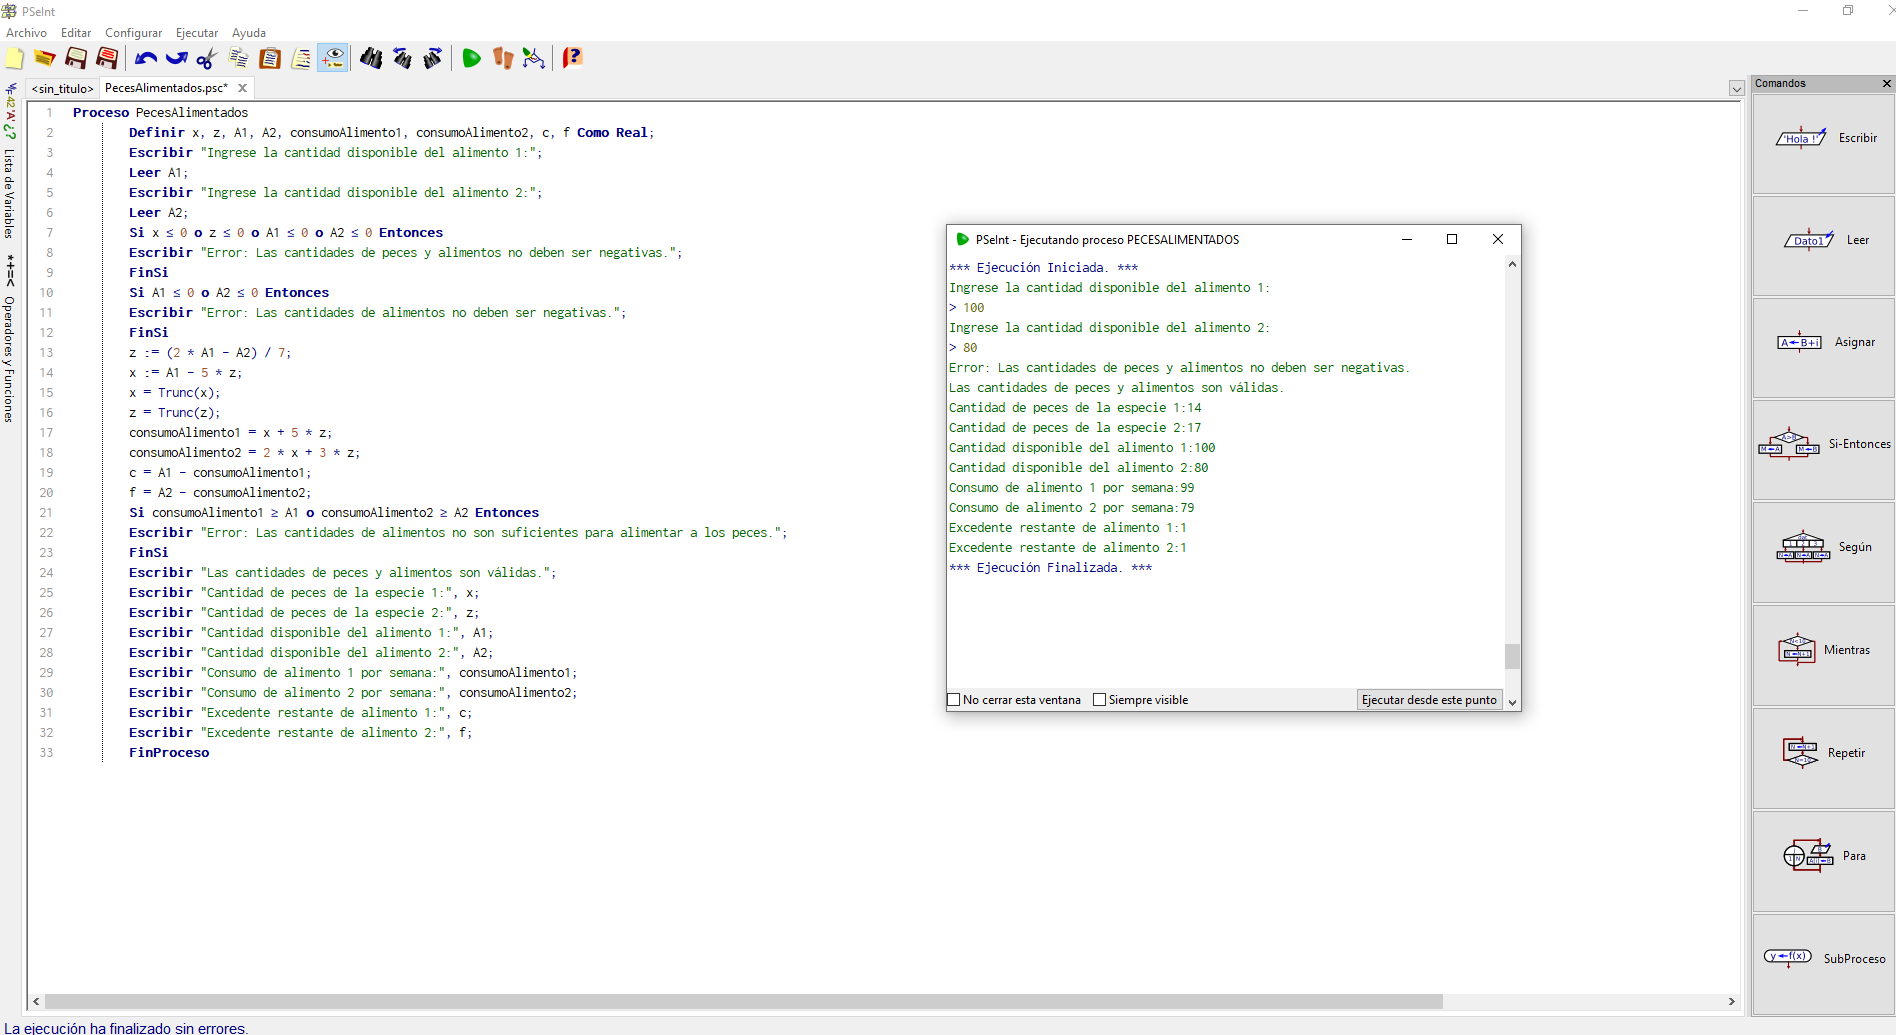 PSeInt
Archivo Editar Configurar Ejecutar Ayuda
<sin_titulo> PecesAlimentados.psc*
Lista de Variables
*+=< Operadores y Funciones
1 Proceso PecesAlimentados
2 Definir x, z, A1, A2, consumoAlimento1, consumoAlimento2, c, f Como Real;
3 Escribir "Ingrese la cantidad disponible del alimento 1:";
4 Leer A1;
5 Escribir "Ingrese la cantidad disponible del alimento 2:";
6 Leer A2;
7 Si x ≤ 0 o z ≤ 0 o A1 ≤ 0 o A2 ≤ 0 Entonces
8 Escribir "Error: Las cantidades de peces y alimentos no deben ser negativas.";
9 FinSi
10 Si A1 ≤ 0 o A2 ≤ 0 Entonces
11 Escribir "Error: Las cantidades de alimentos no deben ser negativas.";
12 FinSi
13 z := (2 * A1 - A2) / 7;
14 x := A1 - 5 * z;
15 x = Trunc(x);
16 z = Trunc(z);
17 consumoAlimento1 = x + 5 * z;
18 consumoAlimento2 = 2 * x + 3 * z;
19 c = A1 - consumoAlimento1;
20 f = A2 - consumoAlimento2;
21 Si consumoAlimento1 ≥ A1 o consumoAlimento2 ≥ A2 Entonces
22 Escribir "Error: Las cantidades de alimentos no son suficientes para alimentar a los peces.";
23 FinSi
24 Escribir "Las cantidades de peces y alimentos son válidas.";
25 Escribir "Cantidad de peces de la especie 1:", x;
26 Escribir "Cantidad de peces de la especie 2:", z;
27 Escribir "Cantidad disponible del alimento 1:", A1;
28 Escribir "Cantidad disponible del alimento 2:", A2;
29 Escribir "Consumo de alimento 1 por semana:", consumoAlimento1;
30 Escribir "Consumo de alimento 2 por semana:", consumoAlimento2;
31 Escribir "Excedente restante de alimento 1:", c;
32 Escribir "Excedente restante de alimento 2:", f;
33 FinProceso
PSeInt - Ejecutando proceso PECESALIMENTADOS
*** Ejecución Iniciada. ***
Ingrese la cantidad disponible del alimento 1:
> 100
Ingrese la cantidad disponible del alimento 2:
> 80
Error: Las cantidades de peces y alimentos no deben ser negativas.
Las cantidades de peces y alimentos son válidas.
Cantidad de peces de la especie 1:14
Cantidad de peces de la especie 2:17
Cantidad disponible del alimento 1:100
Cantidad disponible del alimento 2:80
Consumo de alimento 1 por semana:99
Consumo de alimento 2 por semana:79
Excedente restante de alimento 1:1
Excedente restante de alimento 2:1
*** Ejecución Finalizada. ***
No cerrar esta ventana Siempre visible Ejecutar desde este punto
Comandos
'Hola !' Escribir
Dato1 Leer
A←B+i Asignar
A>B Si-Entonces
Según
Mientras
Repetir
Para
y←f(x) SubProceso
La ejecución ha finalizado sin errores.